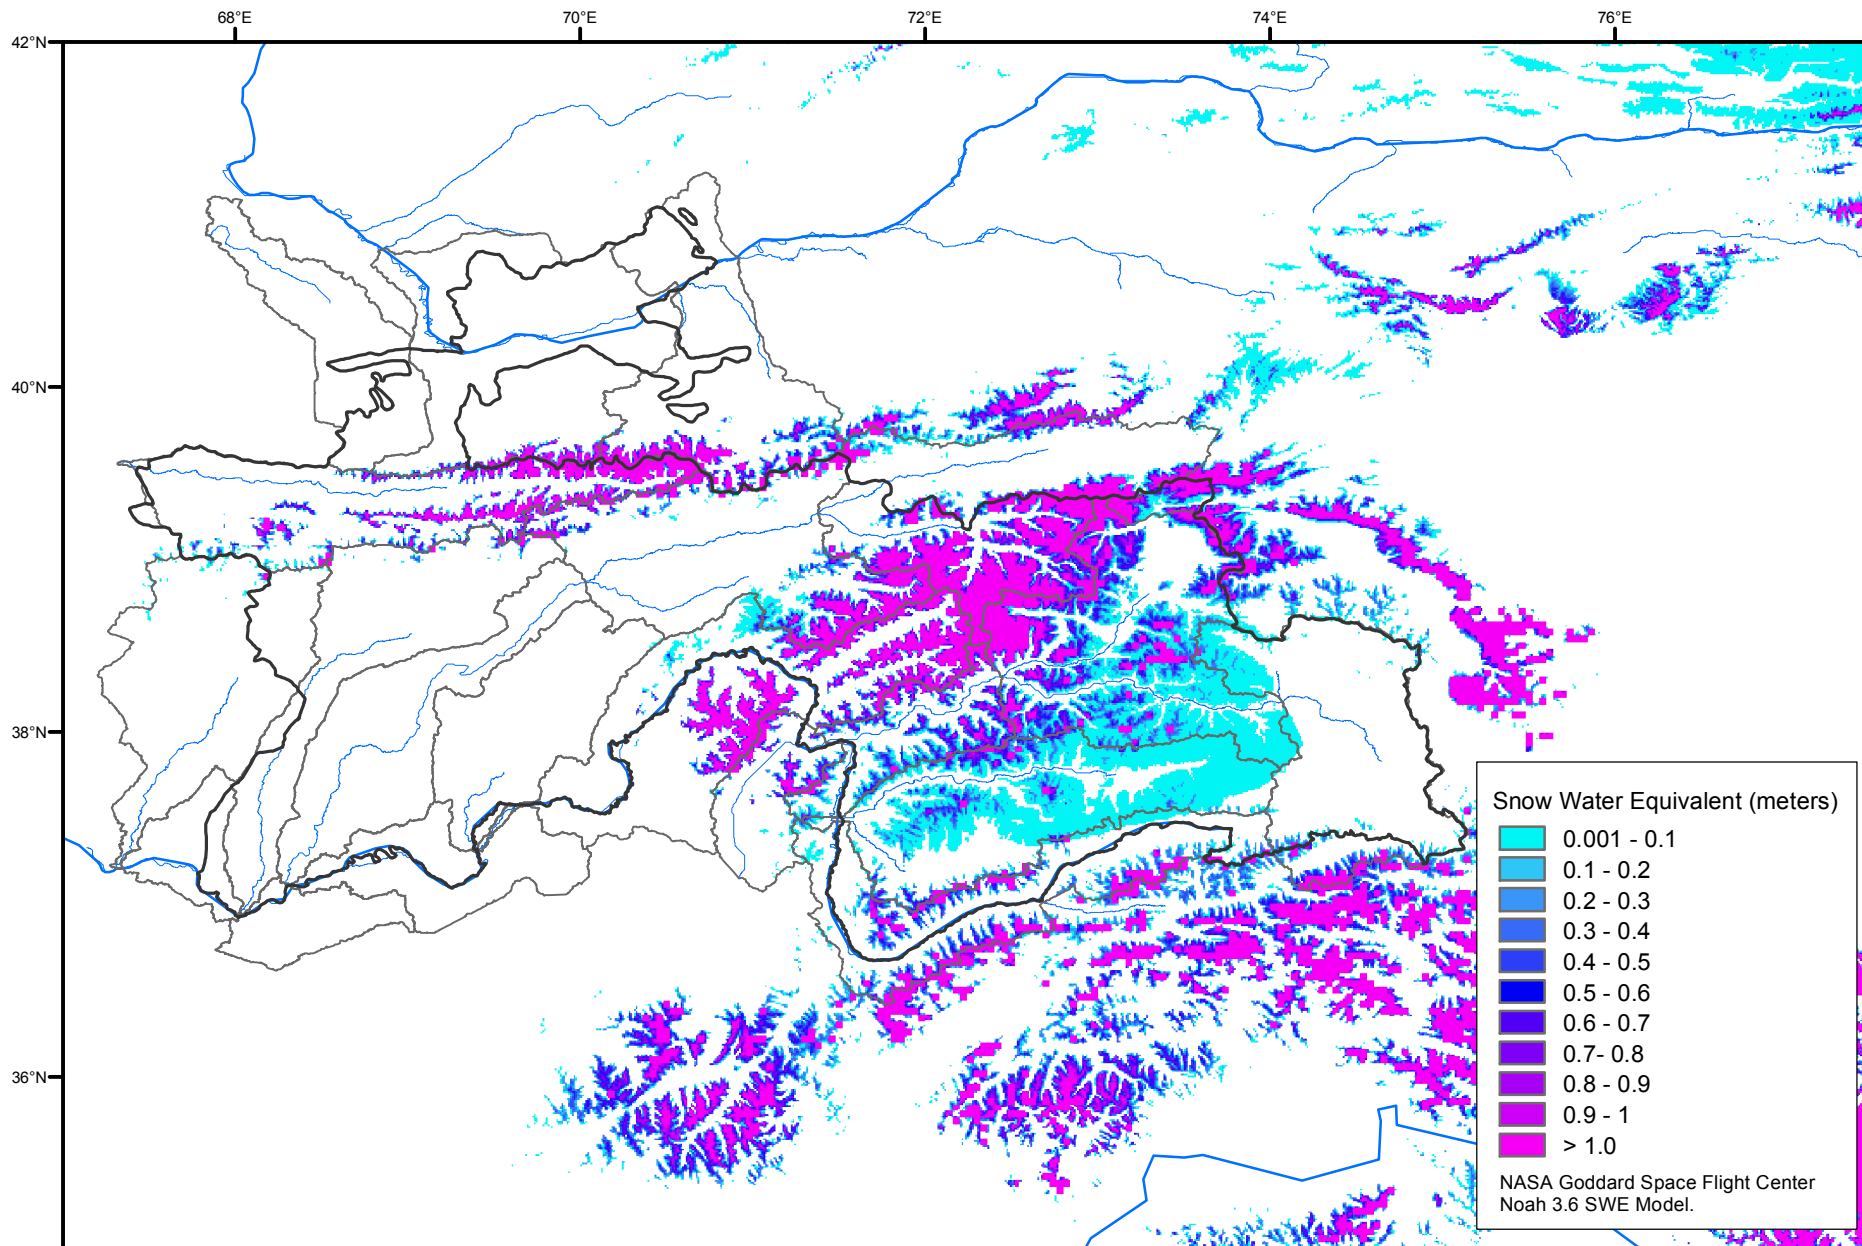 68°E
70°E
72°E
74°E
76°E
42°N
40°N
38°N
36°N
Snow Water Equivalent (meters)
0.001 - 0.1
0.1 - 0.2
0.2 - 0.3
0.3 - 0.4
0.4 - 0.5
0.5 - 0.6
0.6 - 0.7
0.7- 0.8
0.8 - 0.9
0.9 - 1
> 1.0
NASA Goddard Space Flight Center
Noah 3.6 SWE Model.